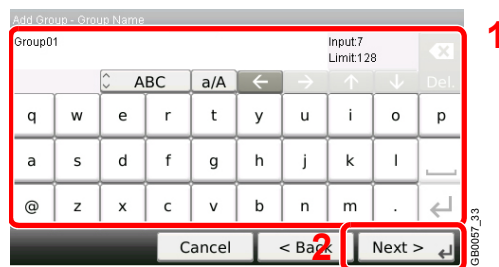 Add Group - Group Name
Group01
Input:7
Limit:128
1
ABC a/A ← → ↑ ↓ Del.
q w e r t y u i o p
a s d f g h j k l
@ z x c v b n m .
Cancel < Back 2 Next >
GB0057_33